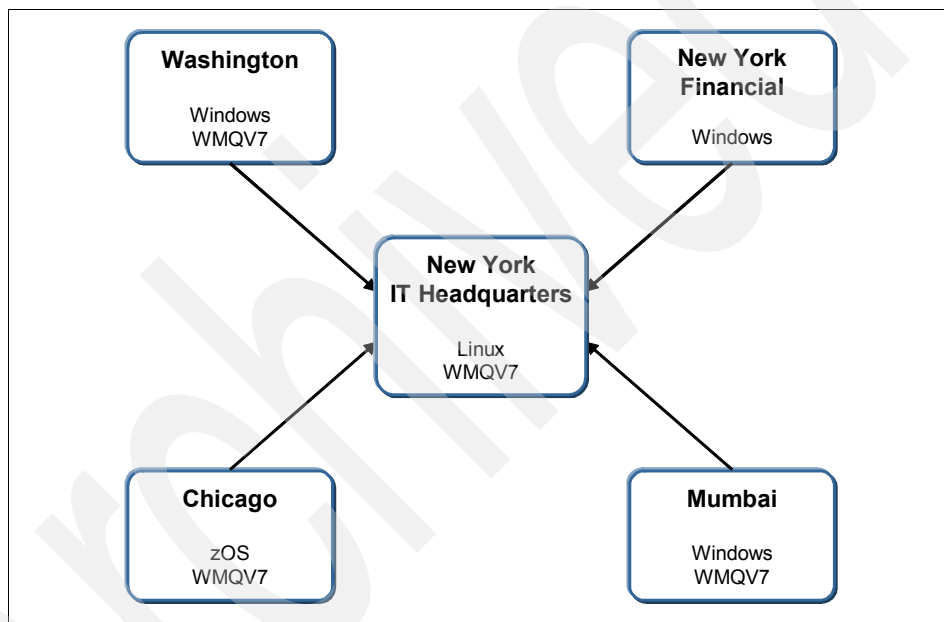 Washington
Windows
WMQV7
New York
Financial
Windows
New York
IT Headquarters
Linux
WMQV7
Chicago
zOS
WMQV7
Mumbai
Windows
WMQV7